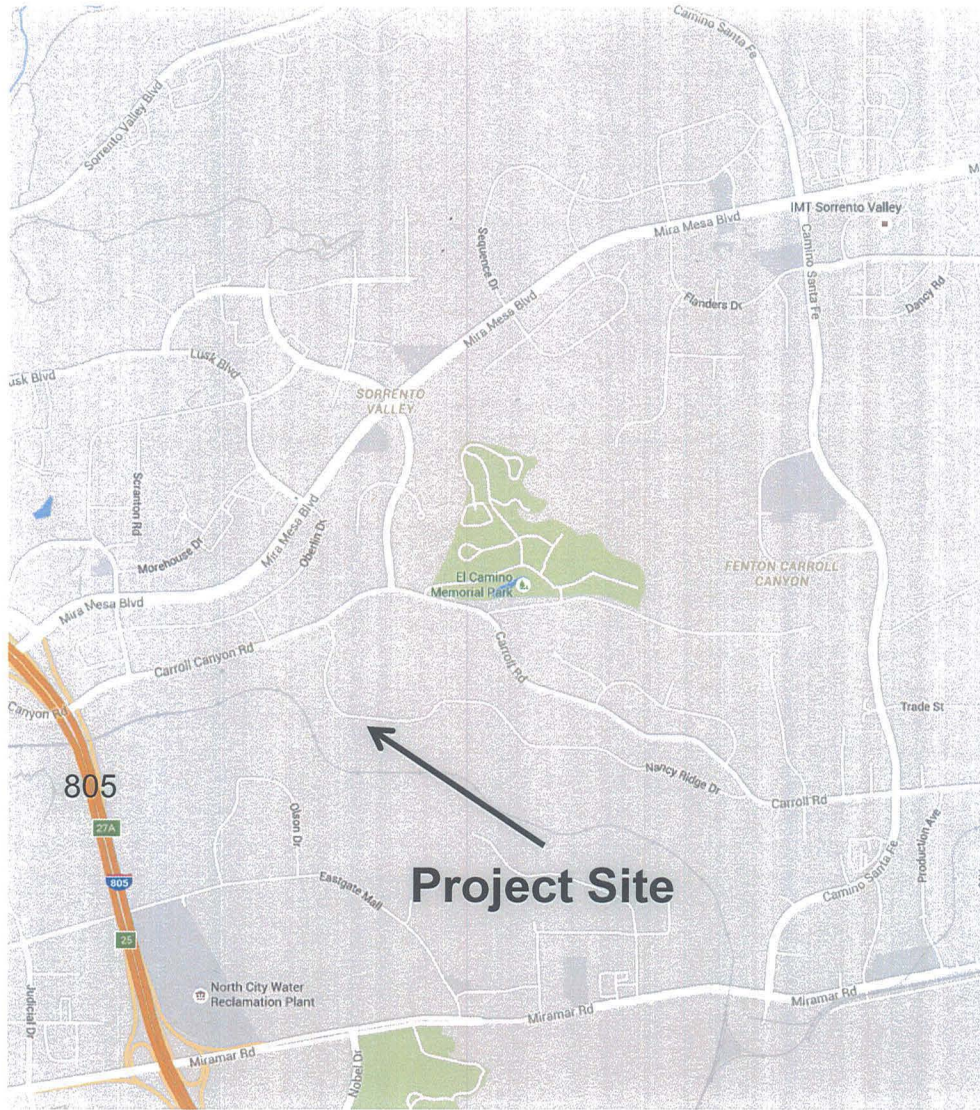 Camino Santa Fe
Sorrento Valley Blvd
M
IMT Sorrento Valley
Mira Mesa Blvd
Sequence Dr
Camino Santa Fe
Flanders Dr
Dancy Rd
Mira Mesa Blvd
usk Blvd
Lusk Blvd
SORRENTO
VALLEY
Scranton Rd
Mira Mesa Blvd
Oberlin Dr
Morehouse Dr
El Camino
Memorial Park
FENTON CARROLL
CANYON
Mira Mesa Blvd
Carroll Canyon Rd
Carroll Rd
Canyon Rd
Trade St
Nancy Ridge Dr
805
Carroll Rd
27A
Olson Dr
Production Ave
805
Eastgate Mall
Project Site
Camino Santa Fe
25
North City Water
Reclamation Plant
Judicial Dr
Miramar Rd
Miramar Rd
Miramar Rd
Nobel Dr